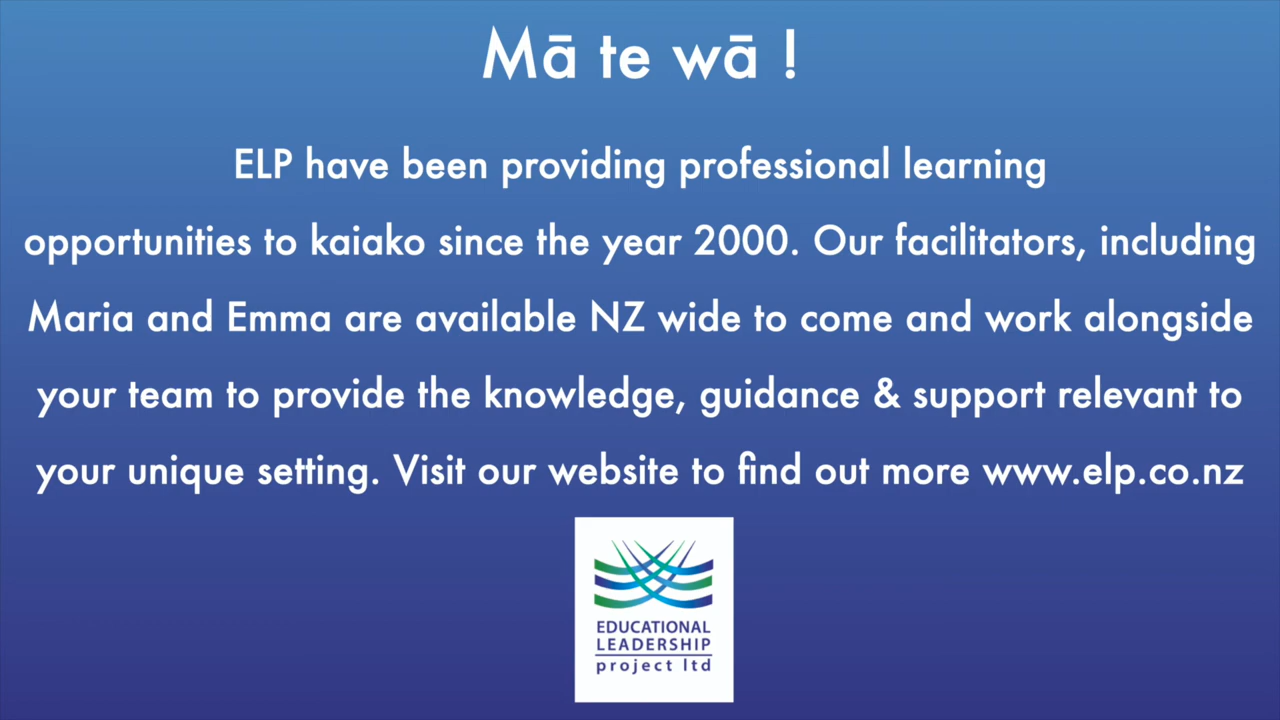 Mā te wā !
ELP have been providing professional learning
opportunities to kaiako since the year 2000. Our facilitators, including
Maria and Emma are available NZ wide to come and work alongside
your team to provide the knowledge, guidance & support relevant to
your unique setting. Visit our website to find out more www.elp.co.nz
EDUCATIONAL
LEADERSHIP
project ltd